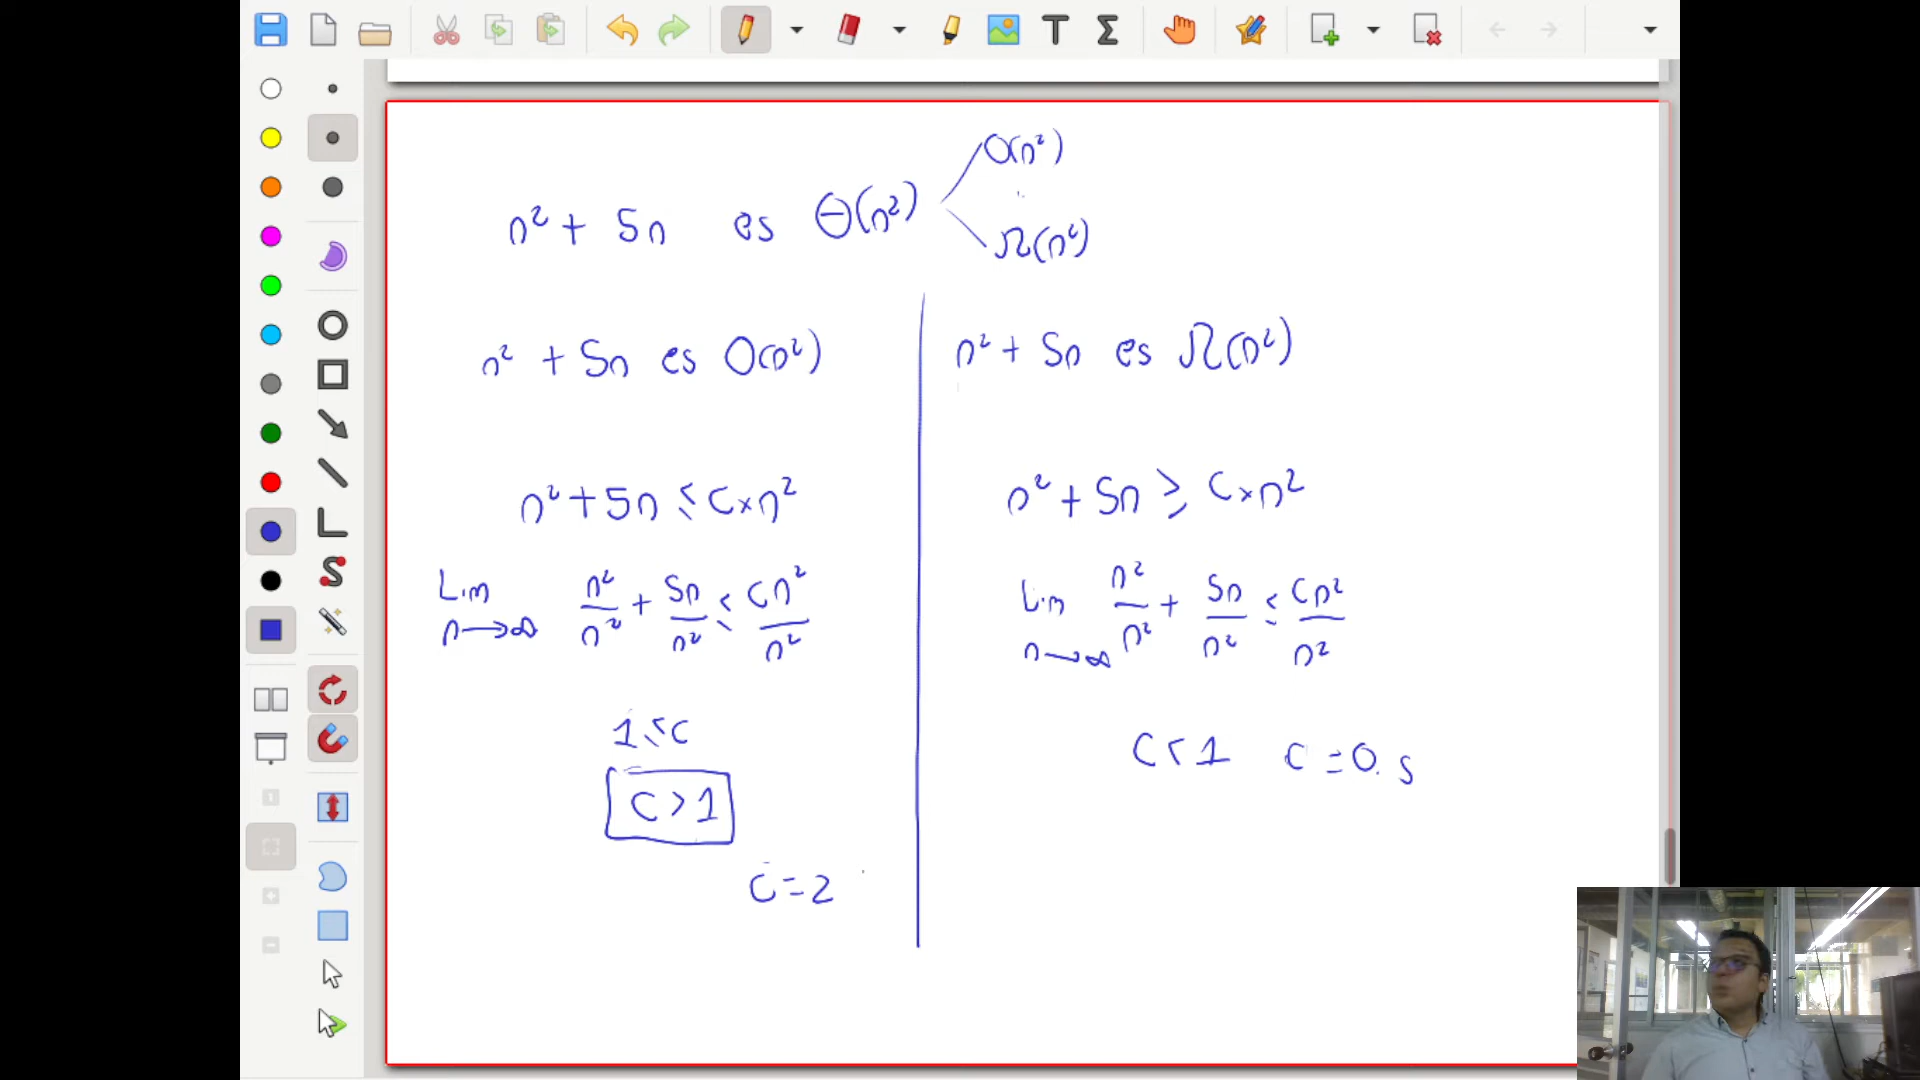 n² + 5n es Θ(n²)
O(n²)
Ω(n²)
n² + 5n es O(n²)
n² + 5n ≤ C×n²
Lim n→∞ n²/n² + 5n/n² ≤ Cn²/n²
1 ≤ C
C > 1
C = 2
n² + 5n es Ω(n²)
n² + 5n ≥ C×n²
Lim n→∞ n²/n² + 5n/n² ≤ Cn²/n²
C < 1 C = 0.5